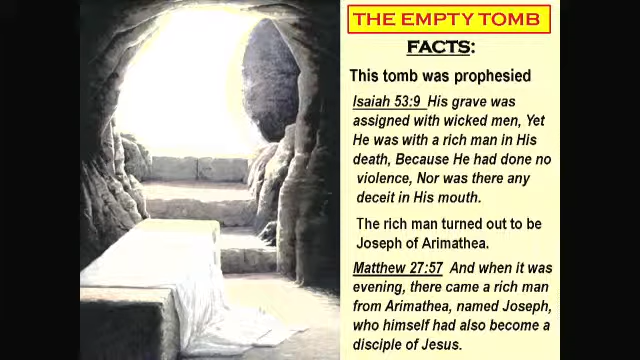 THE EMPTY TOMB
FACTS:
This tomb was prophesied
Isaiah 53:9 His grave was
assigned with wicked men, Yet
He was with a rich man in His
death, Because He had done no
violence, Nor was there any
deceit in His mouth.
The rich man turned out to be
Joseph of Arimathea.
Matthew 27:57 And when it was
evening, there came a rich man
from Arimathea, named Joseph,
who himself had also become a
disciple of Jesus.